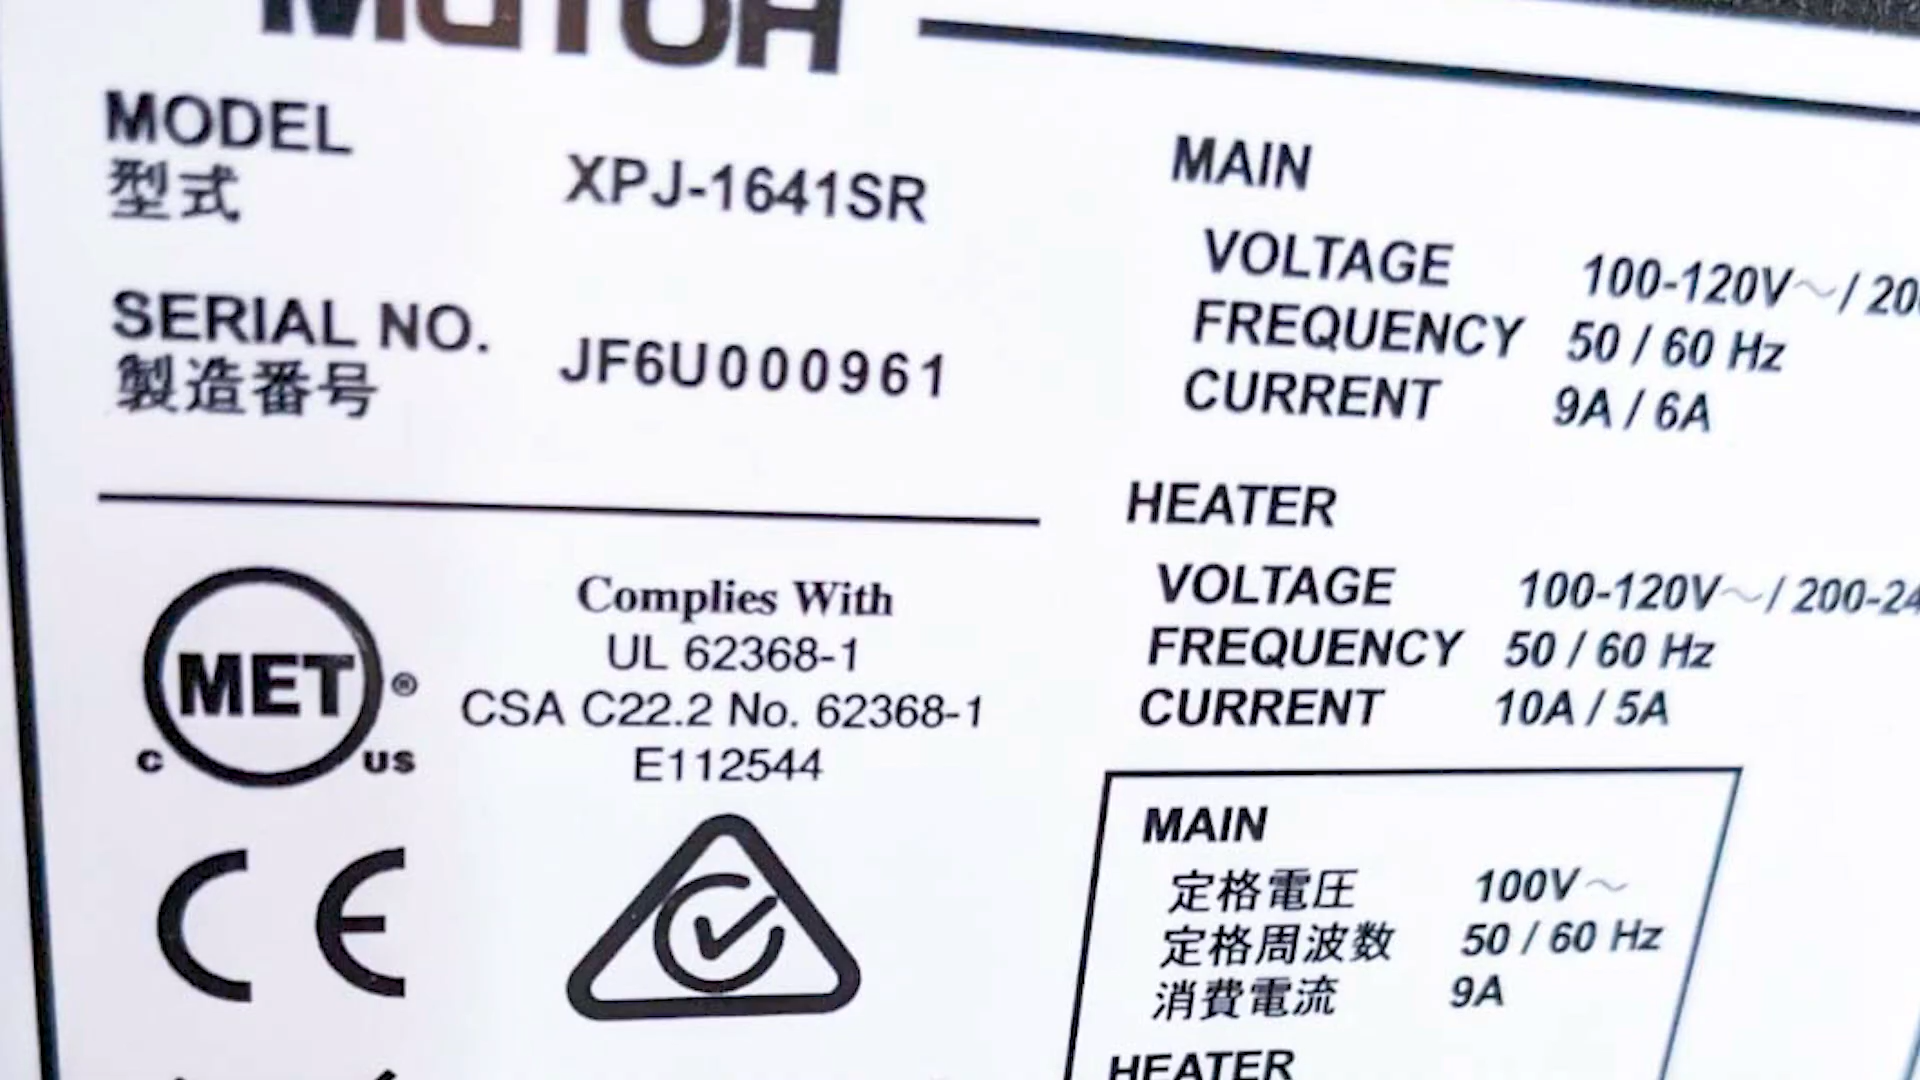 MUTOH
MODEL
型式
XPJ-1641SR
SERIAL NO.
製造番号
JF6U000961
MET®
C US
Complies With
UL 62368-1
CSA C22.2 No. 62368-1
E112544
CE
MAIN
VOLTAGE 100-120V～/ 20
FREQUENCY 50 / 60 Hz
CURRENT 9A / 6A
HEATER
VOLTAGE 100-120V～/ 200-24
FREQUENCY 50 / 60 Hz
CURRENT 10A / 5A
MAIN
定格電圧 100V～
定格周波数 50 / 60 Hz
消費電流 9A
HEATER